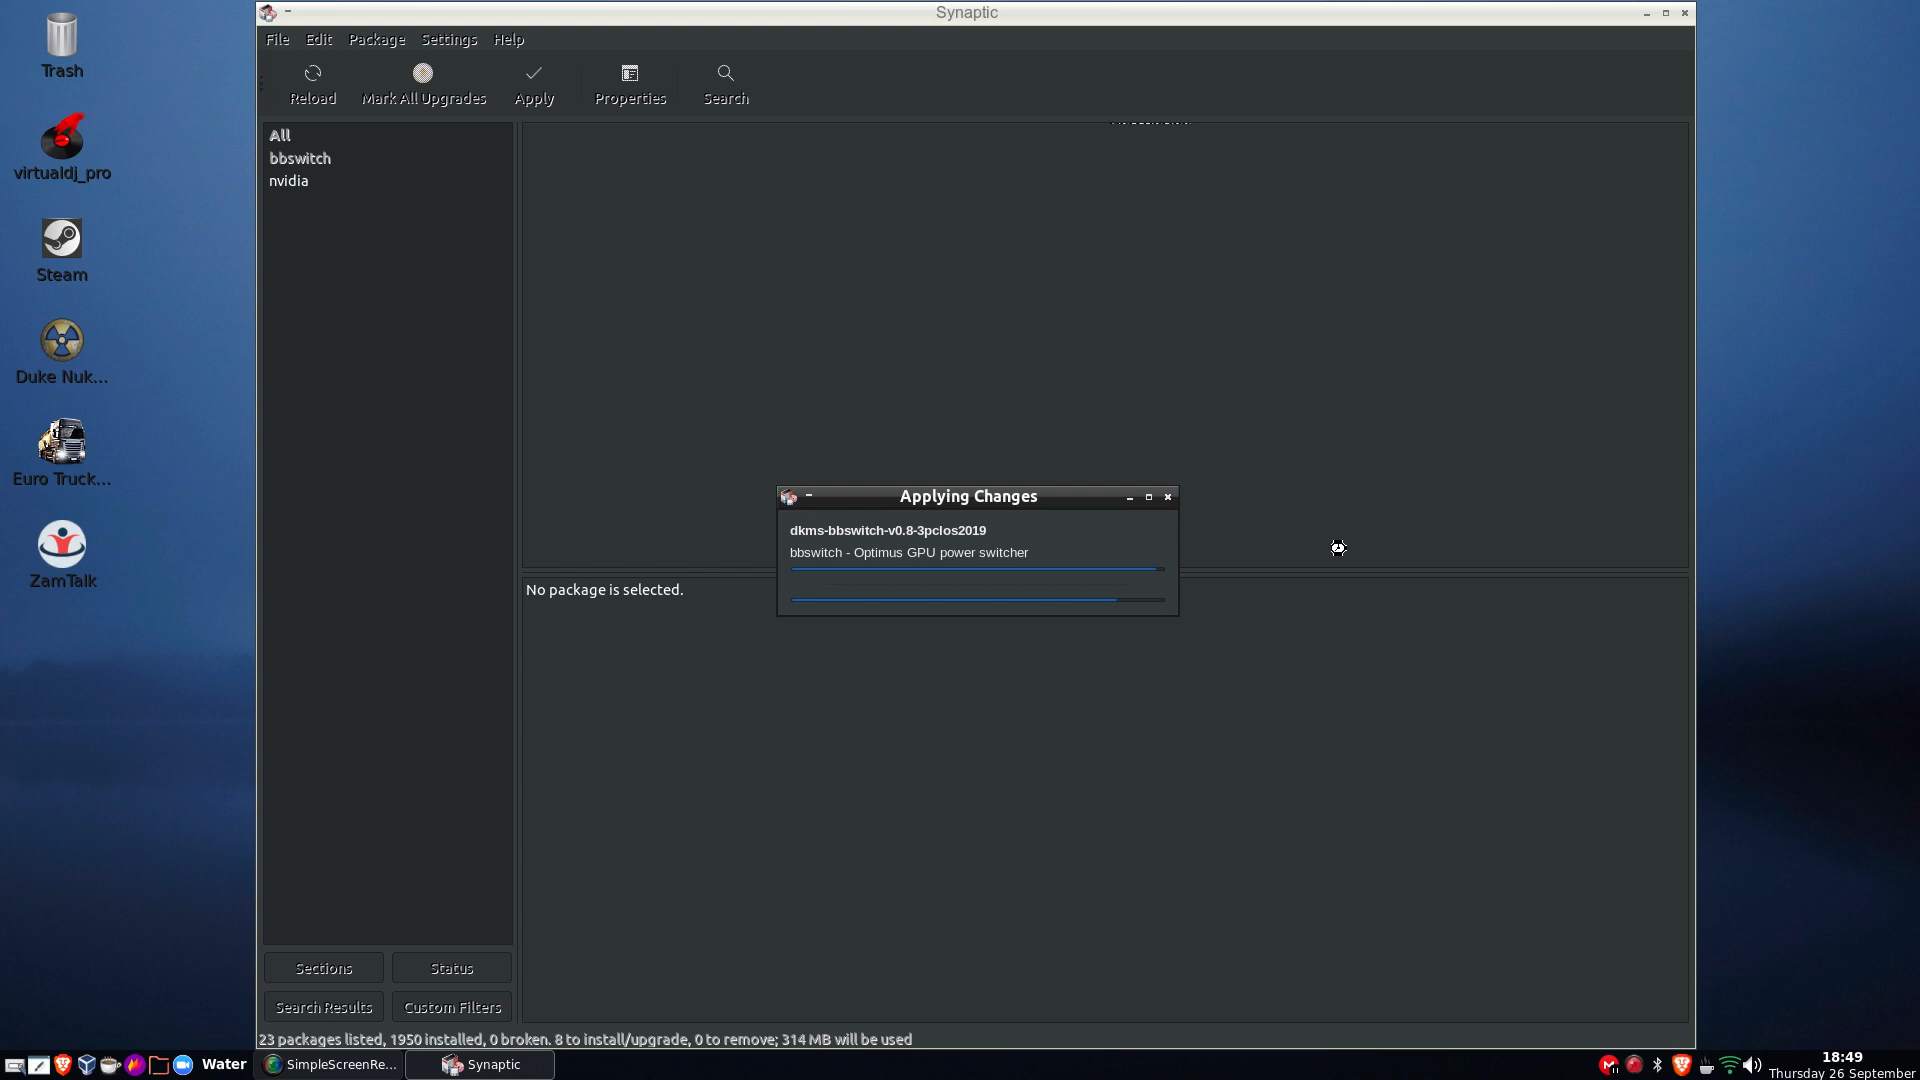 Trash
virtualdj_pro
Steam
Duke Nuk...
Euro Truck...
ZamTalk
Synaptic
File Edit Package Settings Help
Reload Mark All Upgrades Apply Properties Search
All
bbswitch
nvidia
Applying Changes
dkms-bbswitch-v0.8-3pclos2019
bbswitch - Optimus GPU power switcher
No package is selected.
Sections Status
Search Results Custom Filters
23 packages listed, 1950 installed, 0 broken. 8 to install/upgrade, 0 to remove; 314 MB will be used
Water SimpleScreenRe... Synaptic
18:49
Thursday 26 September